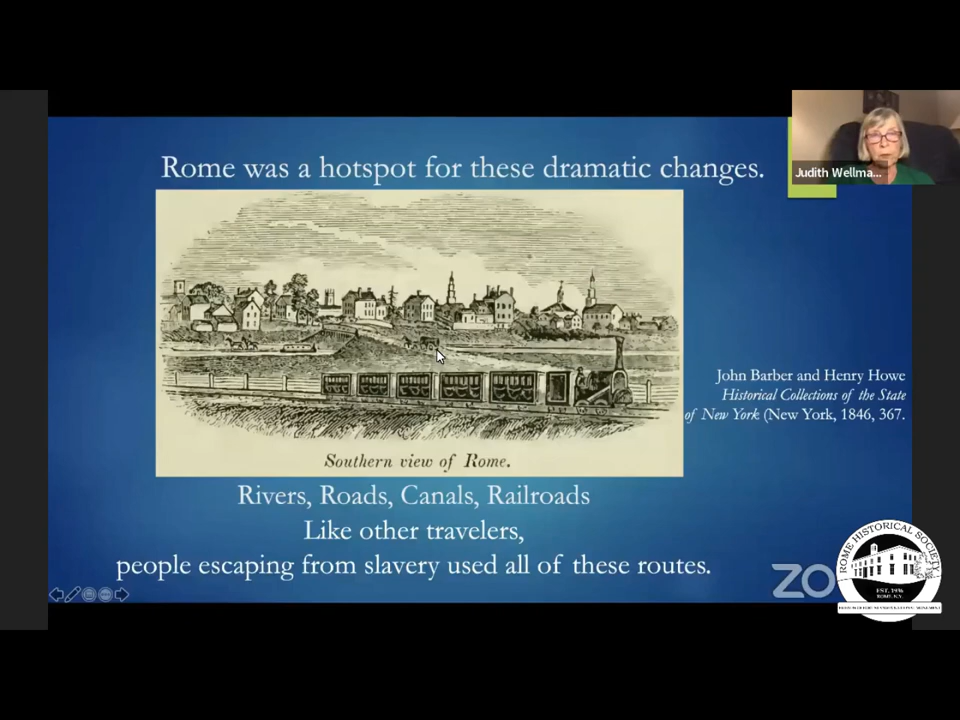 Rome was a hotspot for these dramatic changes.
Judith Wellma...
John Barber and Henry Howe
Historical Collections of the State
of New York (New York, 1846, 367.
Southern view of Rome.
Rivers, Roads, Canals, Railroads
Like other travelers,
people escaping from slavery used all of these routes.
ZO
ROME HISTORICAL SOCIETY
EST. 1936
ROME, N.Y.